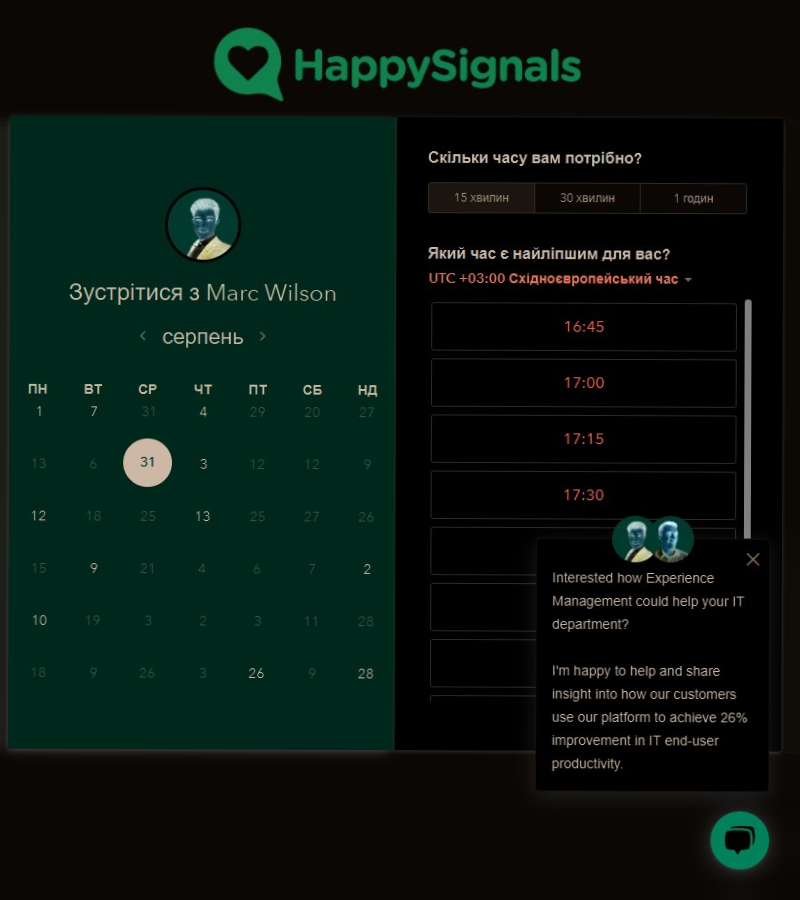 HappySignals
Зустрітися з Marc Wilson
серпень
ПН ВТ СР ЧТ ПТ СБ НД
1 7 31 4 29 20 27
13 6 31 3 12 12 9
12 18 25 13 25 27 26
15 9 21 4 6 7 2
10 19 3 2 3 11 28
18 9 26 3 26 9 28
Скільки часу вам потрібно?
15 хвилин 30 хвилин 1 годин
Який час є найліпшим для вас?
UTC +03:00 Східноєвропейський час
16:45
17:00
17:15
17:30
Interested how Experience
Management could help your IT
department?
I'm happy to help and share
insight into how our customers
use our platform to achieve 26%
improvement in IT end-user
productivity.